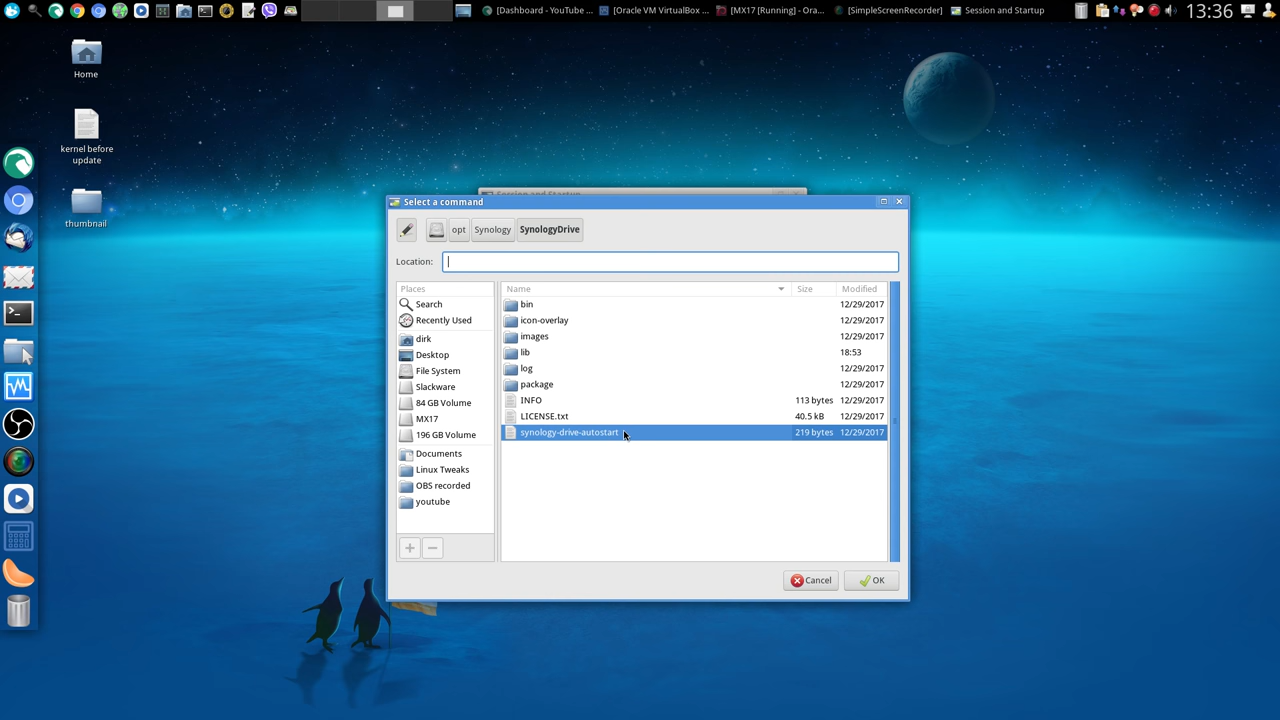 [Dashboard - YouTube ...
[Oracle VM VirtualBox ...
[MX17 [Running] - Ora...
[SimpleScreenRecorder]
Session and Startup
13:36
Home
kernel before
update
thumbnail
Session and Startup
Select a command
opt
Synology
SynologyDrive
Location:
Places
Name
Size
Modified
Search
Recently Used
dirk
Desktop
File System
Slackware
84 GB Volume
MX17
196 GB Volume
Documents
Linux Tweaks
OBS recorded
youtube
bin 12/29/2017
icon-overlay 12/29/2017
images 12/29/2017
lib 18:53
log 12/29/2017
package 12/29/2017
INFO 113 bytes 12/29/2017
LICENSE.txt 40.5 kB 12/29/2017
synology-drive-autostart 219 bytes 12/29/2017
Cancel
OK